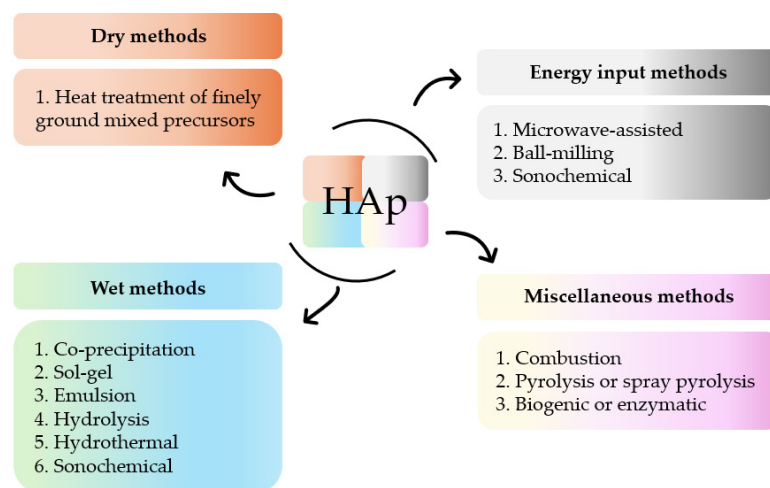 Dry methods
1. Heat treatment of finely
ground mixed precursors
Energy input methods
1. Microwave-assisted
2. Ball-milling
3. Sonochemical
HAp
Wet methods
1. Co-precipitation
2. Sol-gel
3. Emulsion
4. Hydrolysis
5. Hydrothermal
6. Sonochemical
Miscellaneous methods
1. Combustion
2. Pyrolysis or spray pyrolysis
3. Biogenic or enzymatic